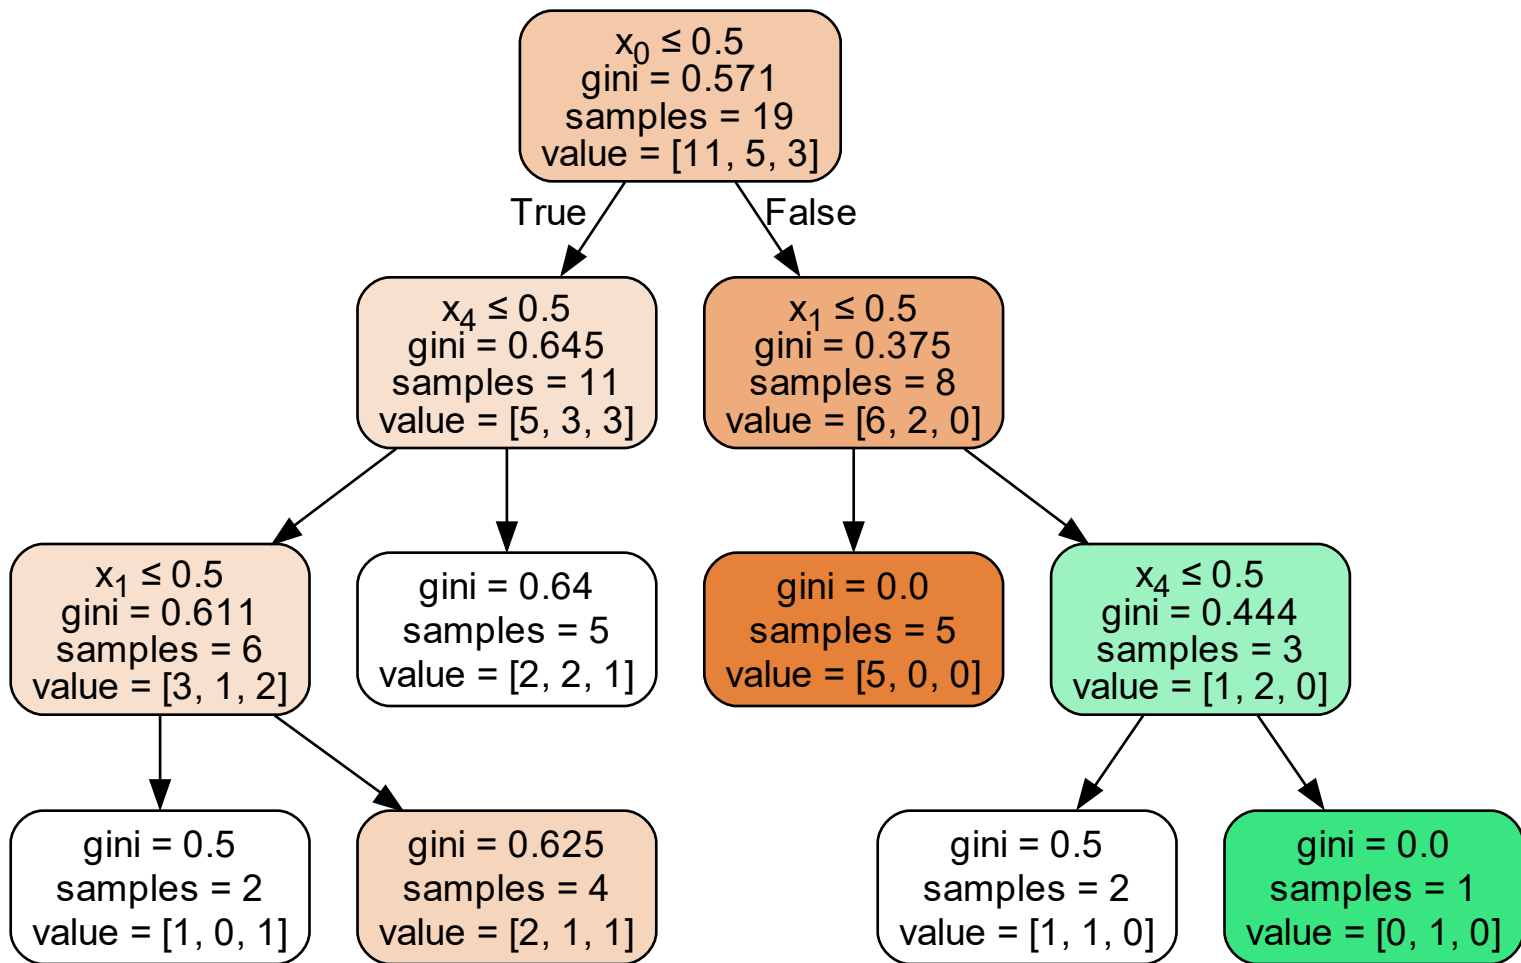 x₀ ≤ 0.5
gini = 0.571
samples = 19
value = [11, 5, 3]
True
False
x₄ ≤ 0.5
gini = 0.645
samples = 11
value = [5, 3, 3]
x₁ ≤ 0.5
gini = 0.375
samples = 8
value = [6, 2, 0]
x₁ ≤ 0.5
gini = 0.611
samples = 6
value = [3, 1, 2]
gini = 0.64
samples = 5
value = [2, 2, 1]
gini = 0.0
samples = 5
value = [5, 0, 0]
x₄ ≤ 0.5
gini = 0.444
samples = 3
value = [1, 2, 0]
gini = 0.5
samples = 2
value = [1, 0, 1]
gini = 0.625
samples = 4
value = [2, 1, 1]
gini = 0.5
samples = 2
value = [1, 1, 0]
gini = 0.0
samples = 1
value = [0, 1, 0]